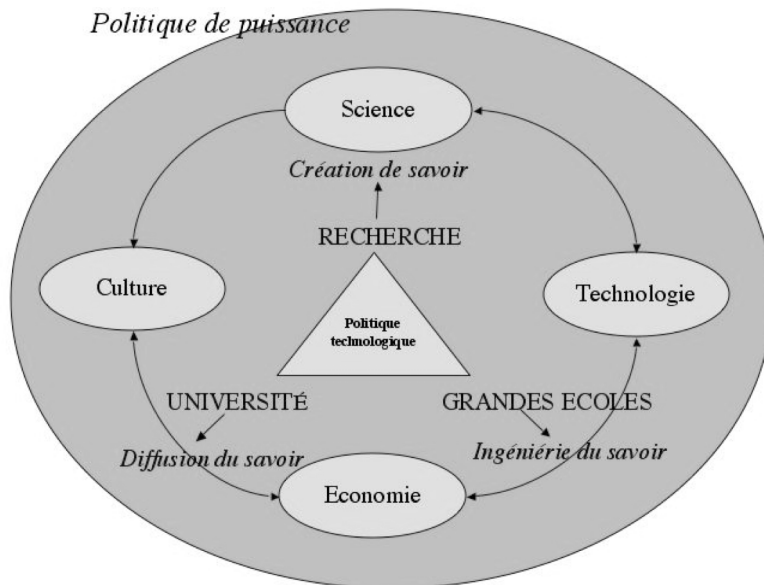 Politique de puissance
Science
Création de savoir
RECHERCHE
Culture
Technologie
Politique
technologique
UNIVERSITÉ
GRANDES ECOLES
Diffusion du savoir
Ingéniérie du savoir
Economie